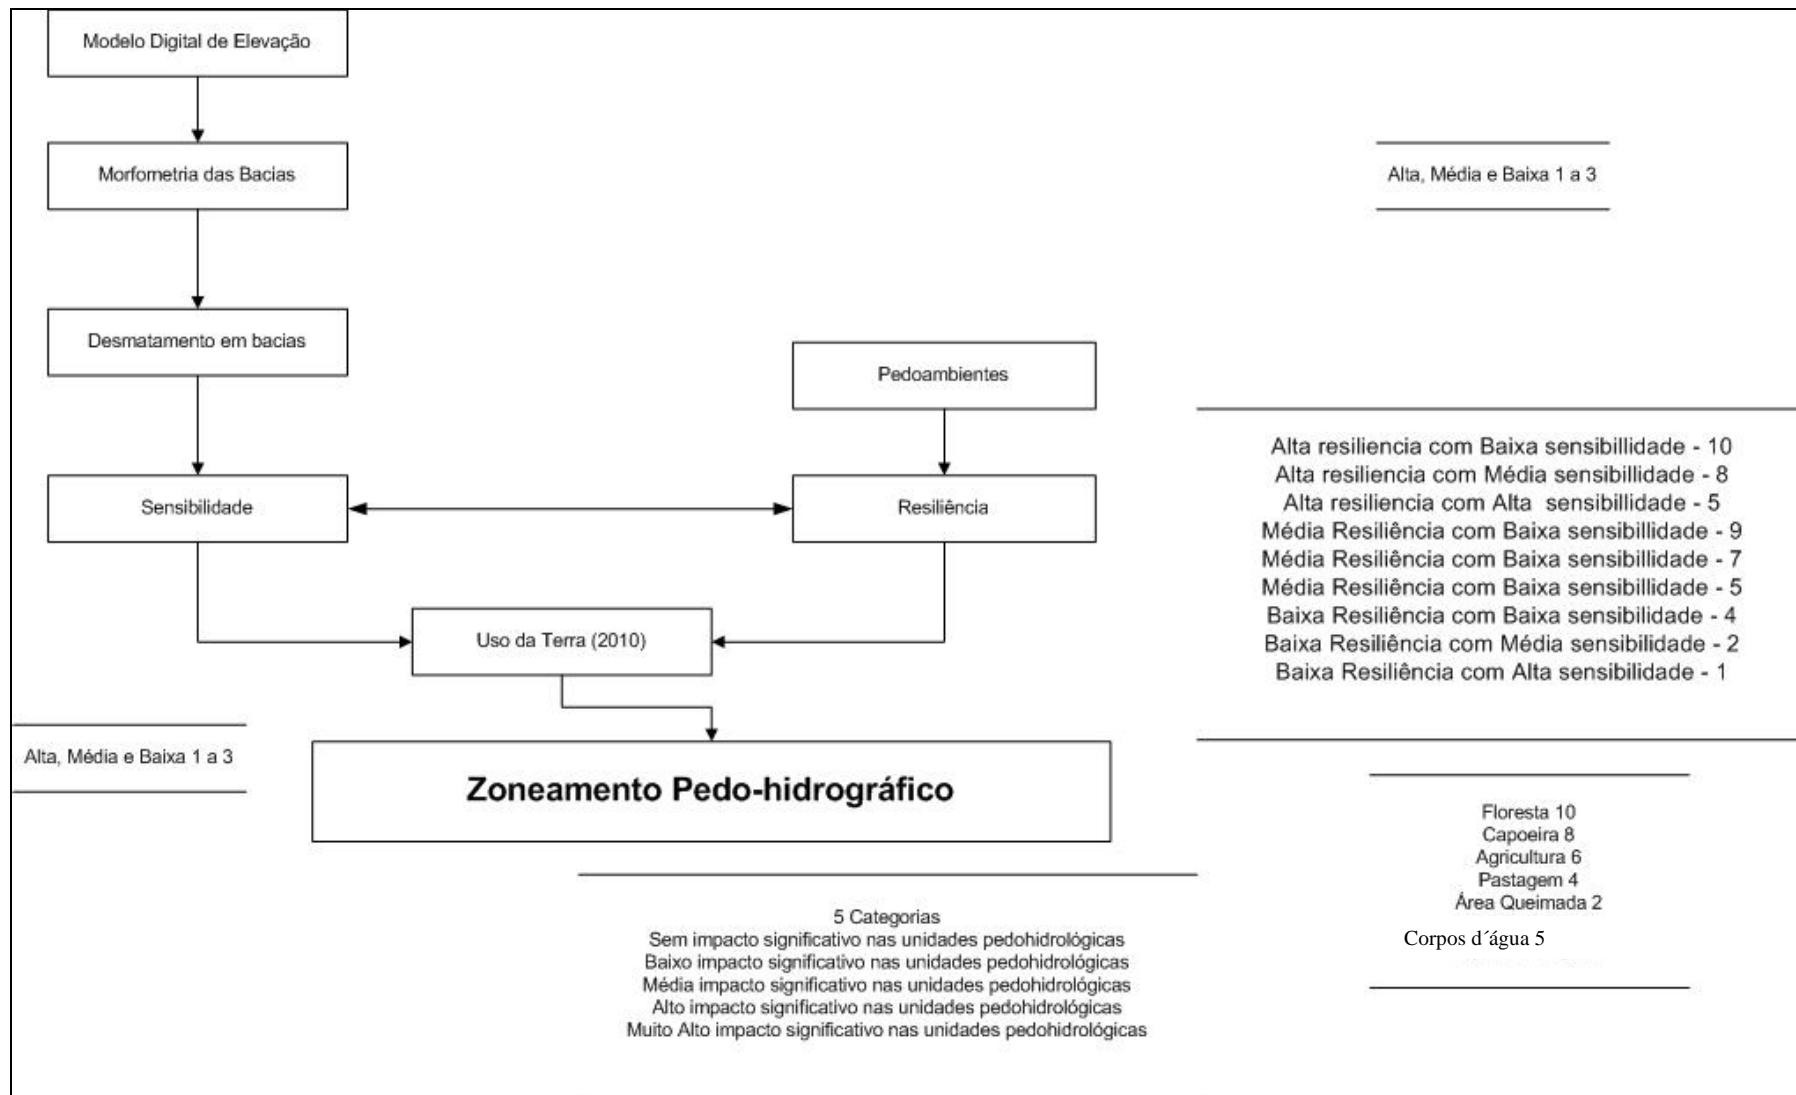 Modelo Digital de Elevação
Morfometria das Bacias
Alta, Média e Baixa 1 a 3
Desmatamento em bacias
Pedoambientes
Sensibilidade
Resiliência
Alta resiliencia com Baixa sensibillidade - 10
Alta resiliencia com Média sensibillidade - 8
Alta resiliencia com Alta sensibillidade - 5
Média Resiliência com Baixa sensibillidade - 9
Média Resiliência com Baixa sensibillidade - 7
Média Resiliência com Baixa sensibillidade - 5
Baixa Resiliência com Baixa sensibilidade - 4
Baixa Resiliência com Média sensibilidade - 2
Baixa Resiliência com Alta sensibilidade - 1
Uso da Terra (2010)
Alta, Média e Baixa 1 a 3
Zoneamento Pedo-hidrográfico
Floresta 10
Capoeira 8
Agricultura 6
Pastagem 4
Área Queimada 2
Corpos d´água 5
5 Categorias
Sem impacto significativo nas unidades pedohidrológicas
Baixo impacto significativo nas unidades pedohidrológicas
Média impacto significativo nas unidades pedohidrológicas
Alto impacto significativo nas unidades pedohidrológicas
Muito Alto impacto significativo nas unidades pedohidrológicas